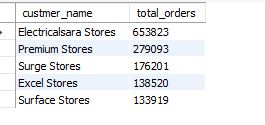 custmer_name total_orders
Electricalsara Stores 653823
Premium Stores 279093
Surge Stores 176201
Excel Stores 138520
Surface Stores 133919